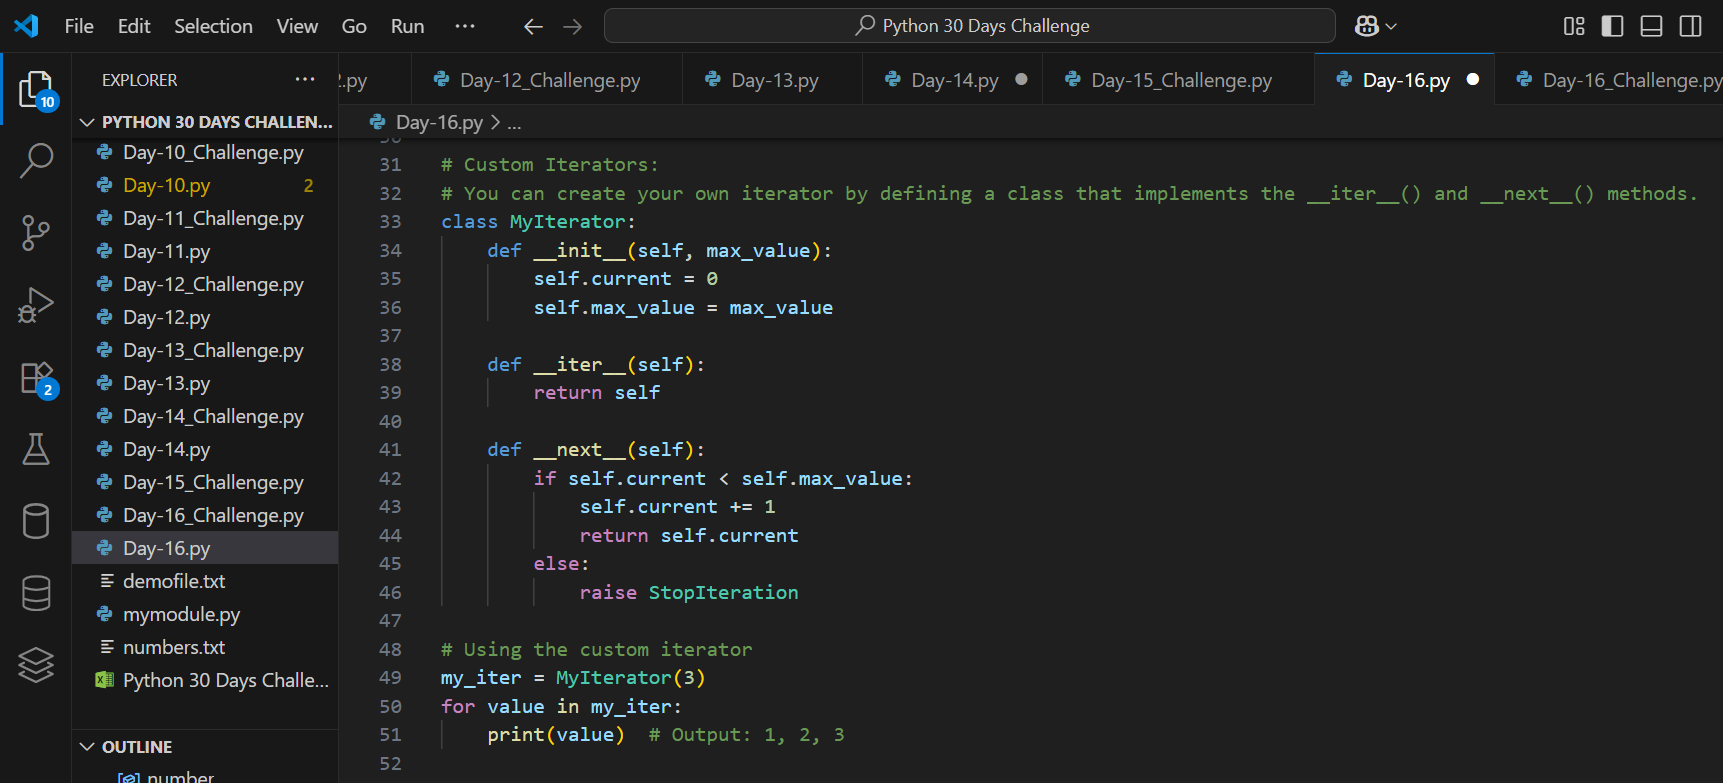 File Edit Selection View Go Run ··· Python 30 Days Challenge
EXPLORER ···
2.py Day-12_Challenge.py Day-13.py Day-14.py Day-15_Challenge.py Day-16.py Day-16_Challenge.py
10
PYTHON 30 DAYS CHALLEN...
Day-16.py > ...
Day-10_Challenge.py
Day-10.py 2
Day-11_Challenge.py
Day-11.py
Day-12_Challenge.py
Day-12.py
Day-13_Challenge.py
Day-13.py
2
Day-14_Challenge.py
Day-14.py
Day-15_Challenge.py
Day-16_Challenge.py
Day-16.py
demofile.txt
mymodule.py
numbers.txt
Python 30 Days Challe...
OUTLINE
number
30
31 # Custom Iterators:
32 # You can create your own iterator by defining a class that implements the __iter__() and __next__() methods.
33 class MyIterator:
34     def __init__(self, max_value):
35         self.current = 0
36         self.max_value = max_value
37
38     def __iter__(self):
39         return self
40
41     def __next__(self):
42         if self.current < self.max_value:
43             self.current += 1
44             return self.current
45         else:
46             raise StopIteration
47
48 # Using the custom iterator
49 my_iter = MyIterator(3)
50 for value in my_iter:
51     print(value)  # Output: 1, 2, 3
52